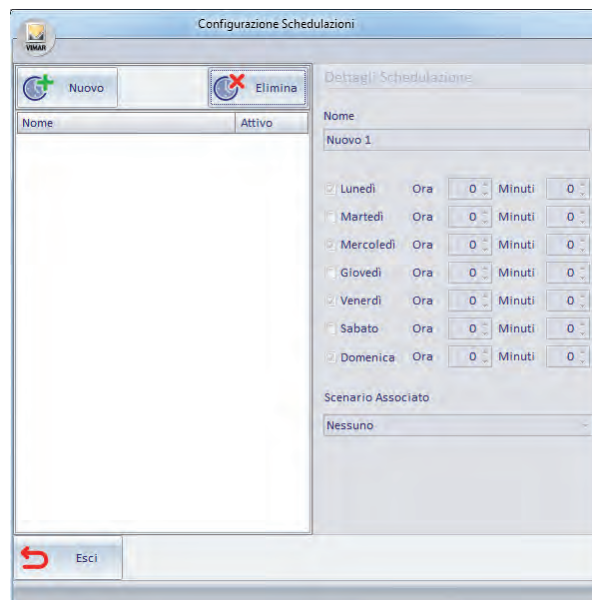 Configurazione Schedulazioni
VIMAR
Nuovo
Elimina
Nome Attivo
Dettagli Schedulazione
Nome
Nuovo 1
Lunedì Ora 0 Minuti 0
Martedì Ora 0 Minuti 0
Mercoledì Ora 0 Minuti 0
Giovedì Ora 0 Minuti 0
Venerdì Ora 0 Minuti 0
Sabato Ora 0 Minuti 0
Domenica Ora 0 Minuti 0
Scenario Associato
Nessuno
Esci